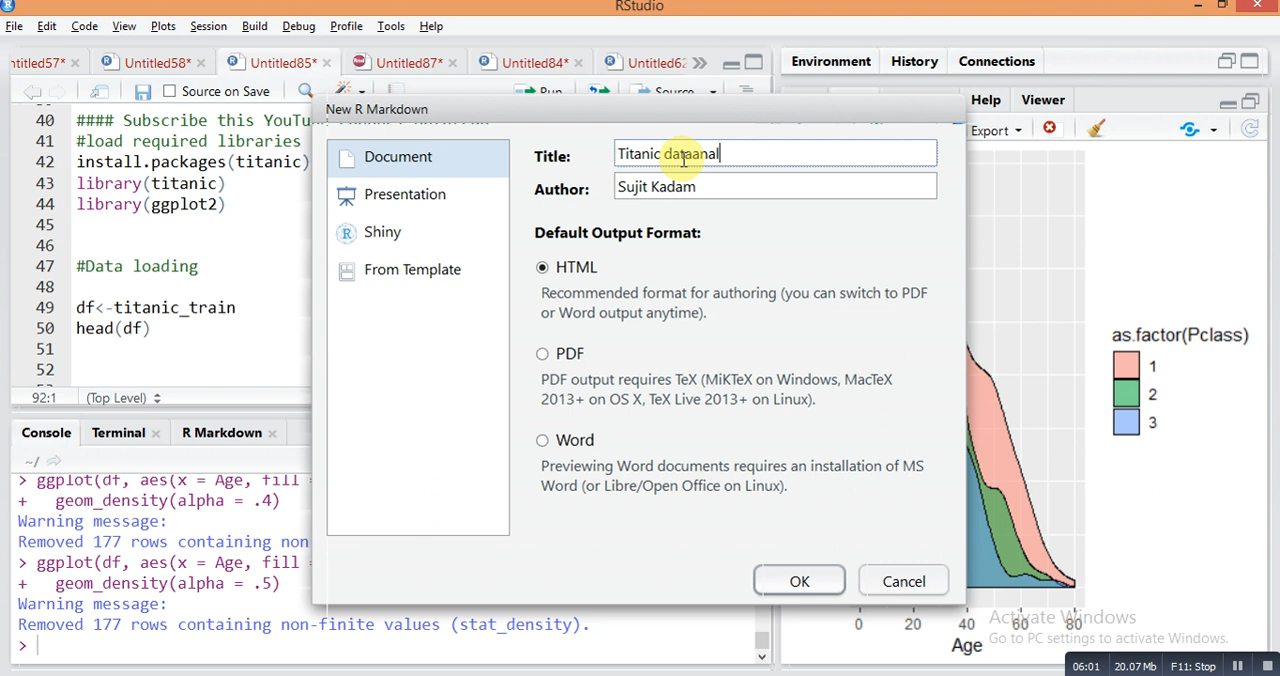 RStudio
File Edit Code View Plots Session Build Debug Profile Tools Help
ntitled57* Untitled58* Untitled85* Untitled87* Untitled84* Untitled62
Source on Save Run Source
40 #### Subscribe this YouTu
41 #load required libraries
42 install.packages(titanic)
43 library(titanic)
44 library(ggplot2)
45
46
47 #Data loading
48
49 df<-titanic_train
50 head(df)
51
52
92:1 (Top Level)
Console Terminal R Markdown
~/
> ggplot(df, aes(x = Age, fill
+ geom_density(alpha = .4)
Warning message:
Removed 177 rows containing non
> ggplot(df, aes(x = Age, fill
+ geom_density(alpha = .5)
Warning message:
Removed 177 rows containing non-finite values (stat_density).
>
New R Markdown
Document
Presentation
Shiny
From Template
Title: Titanic dataanal
Author: Sujit Kadam
Default Output Format:
HTML
Recommended format for authoring (you can switch to PDF
or Word output anytime).
PDF
PDF output requires TeX (MiKTeX on Windows, MacTeX
2013+ on OS X, TeX Live 2013+ on Linux).
Word
Previewing Word documents requires an installation of MS
Word (or Libre/Open Office on Linux).
OK Cancel
Environment History Connections
Help Viewer
Export
as.factor(Pclass)
1
2
3
0 20 40 60 80
Age
Activate Windows
Go to PC settings to activate Windows.
06:01 20.07Mb F11: Stop